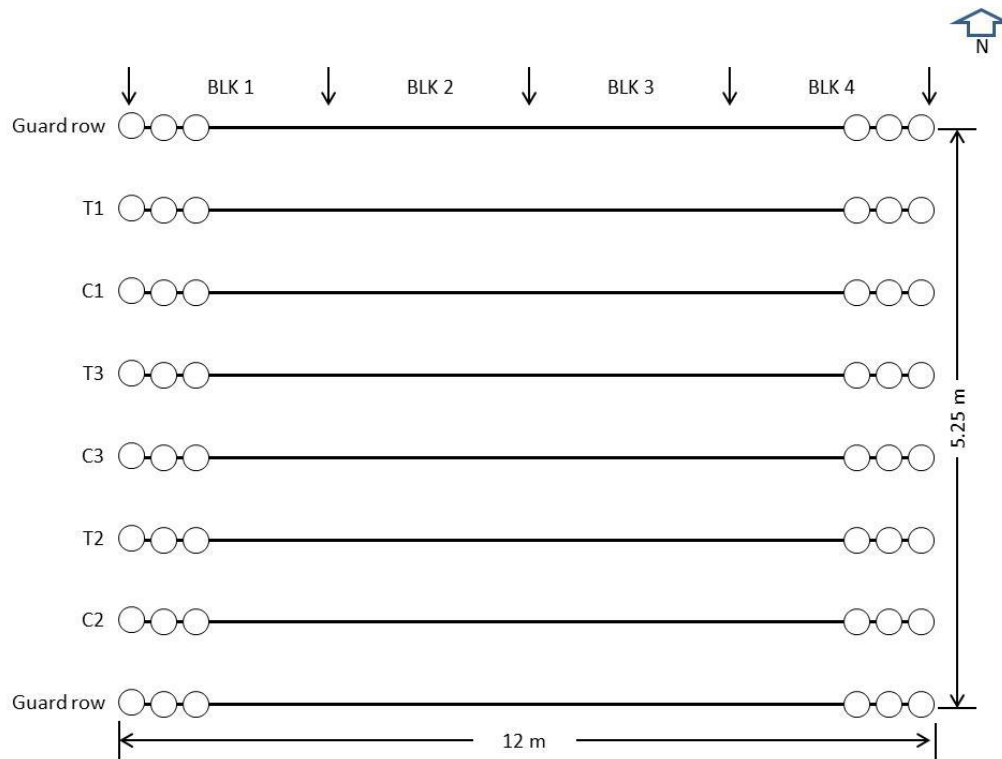 N
BLK 1 BLK 2 BLK 3 BLK 4
Guard row
T1
C1
T3
C3
T2
C2
Guard row
5.25 m
12 m